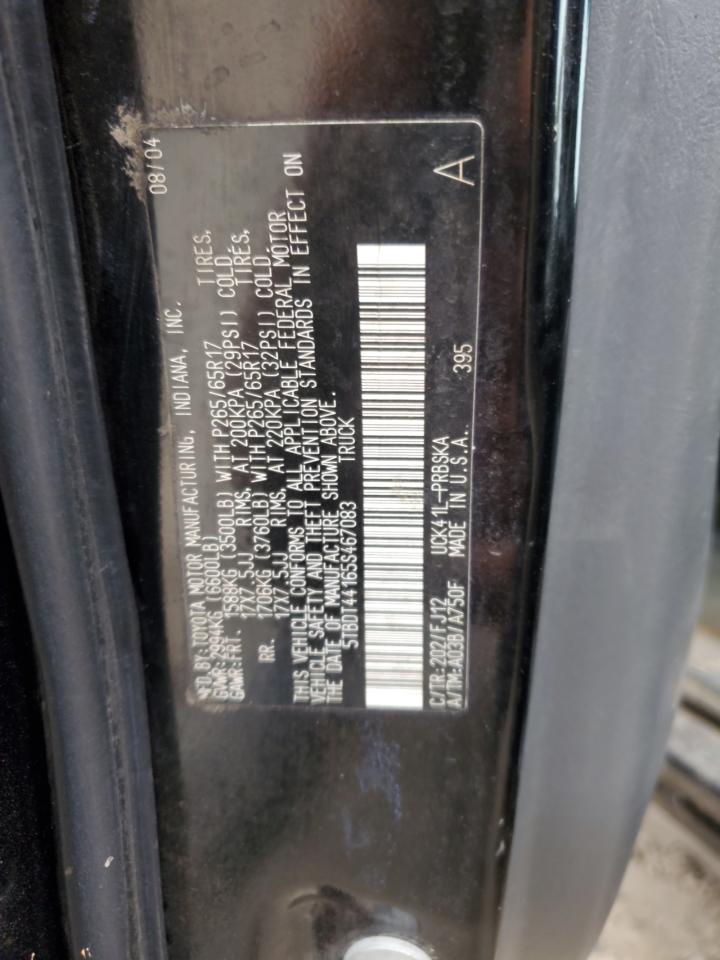 MFD.BY:TOYOTA MOTOR MANUFACTURING, INDIANA, INC. 08/04
GVWR:2994KG (6600LB)
GAWR:FRT. 1588KG (3500LB) WITH P265/65R17 TIRES,
17X7.5JJ RIMS, AT 200KPA (29PSI) COLD.
RR. 1706KG (3760LB) WITH P265/65R17 TIRES,
17X7.5JJ RIMS, AT 220KPA (32PSI) COLD.
THIS VEHICLE CONFORMS TO ALL APPLICABLE FEDERAL MOTOR
VEHICLE SAFETY AND THEFT PREVENTION STANDARDS IN EFFECT ON
THE DATE OF MANUFACTURE SHOWN ABOVE.
5TBDT44165S467083 TRUCK
C/TR:202/FJ12 UCK41L-PRBSKA
A/TM:A03B/A750F MADE IN U.S.A. 395 A